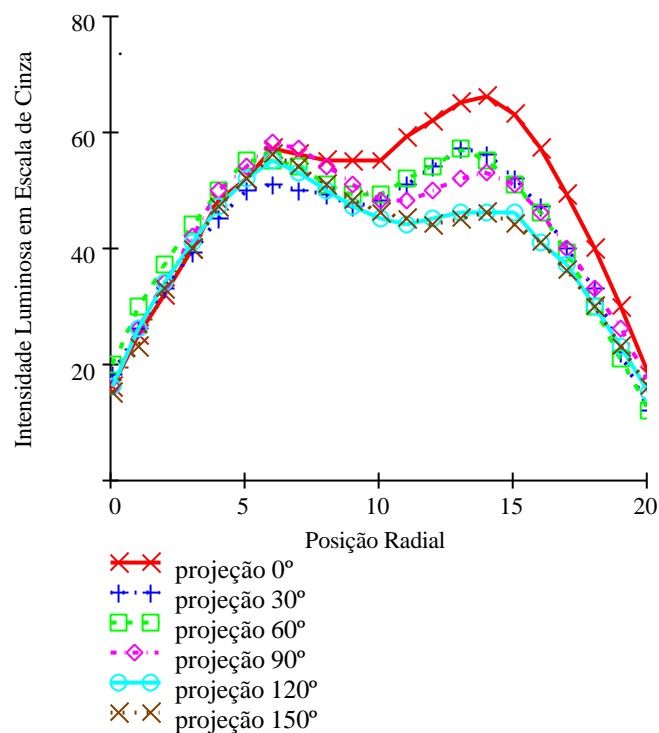 Intensidade Luminosa em Escala de Cinza
80
60
40
20
0
5
10
15
20
Posição Radial
projeção 0º
projeção 30º
projeção 60º
projeção 90º
projeção 120º
projeção 150º